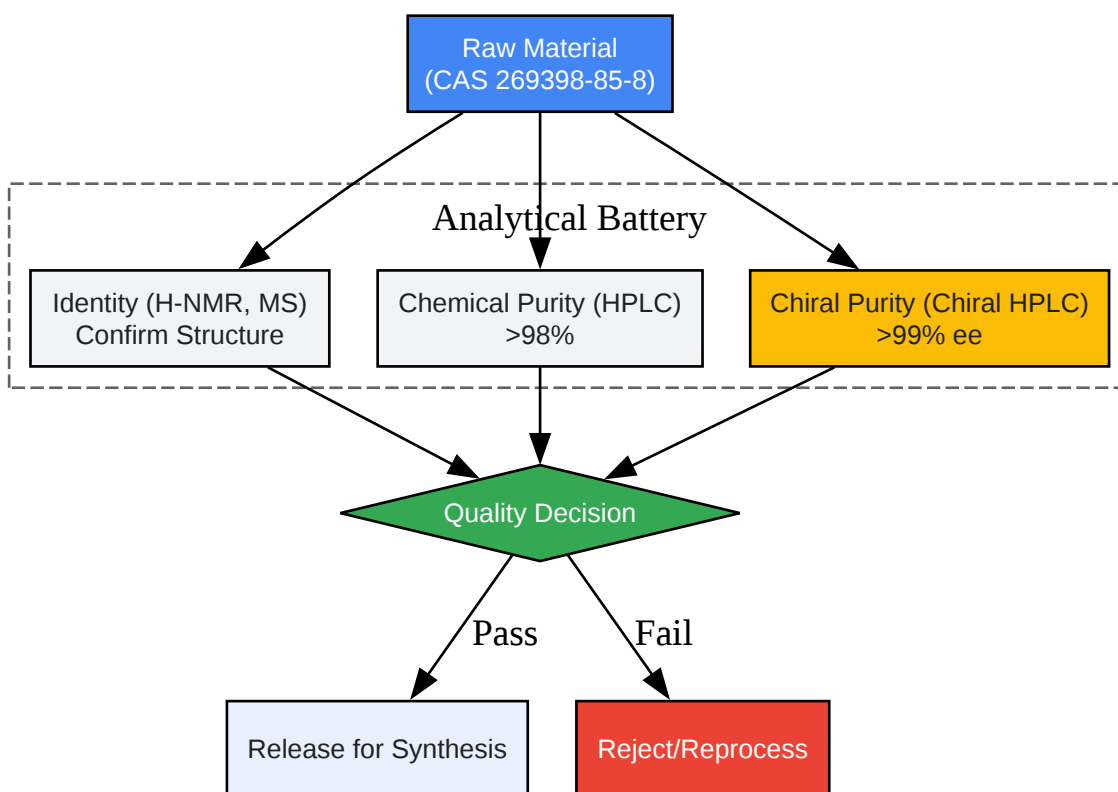 Raw Material
(CAS 269398-85-8)
Analytical Battery
Identity (H-NMR, MS)
Confirm Structure
Chemical Purity (HPLC)
>98%
Chiral Purity (Chiral HPLC)
>99% ee
Quality Decision
Pass
Fail
Release for Synthesis
Reject/Reprocess